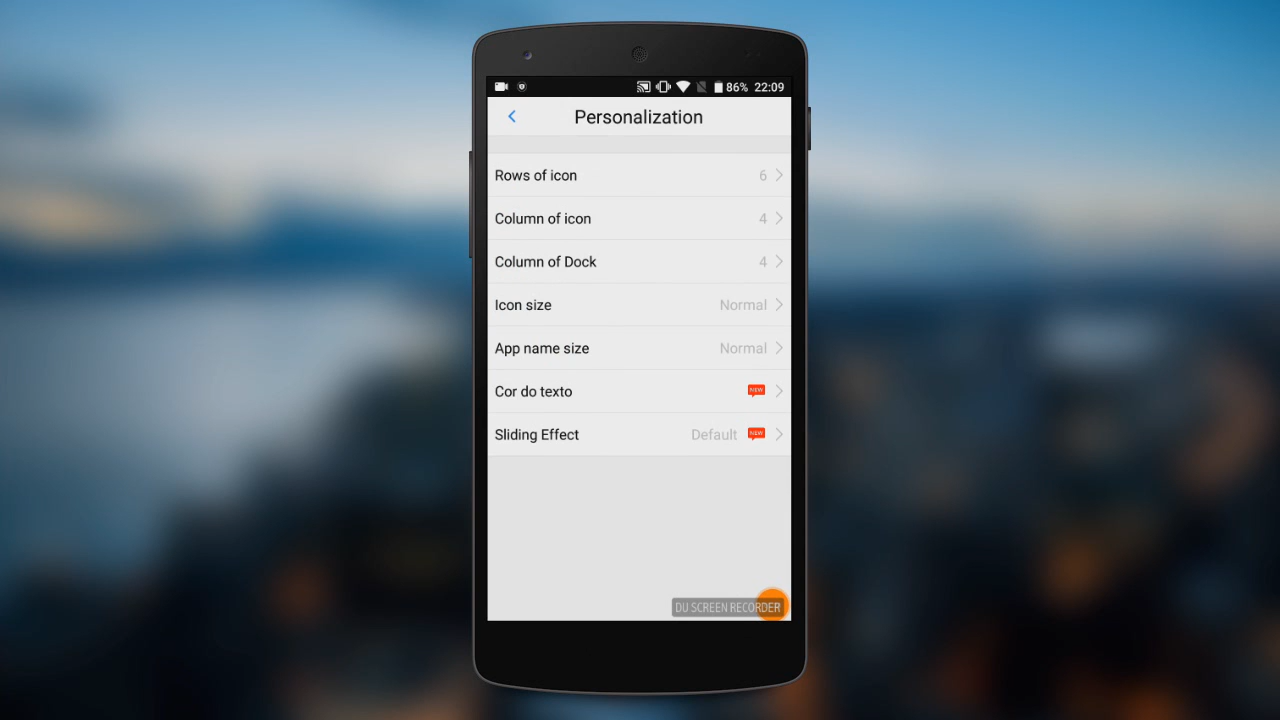 86% 22:09
Personalization
Rows of icon 6
Column of icon 4
Column of Dock 4
Icon size Normal
App name size Normal
Cor do texto NEW
Sliding Effect Default NEW
DU SCREEN RECORDER